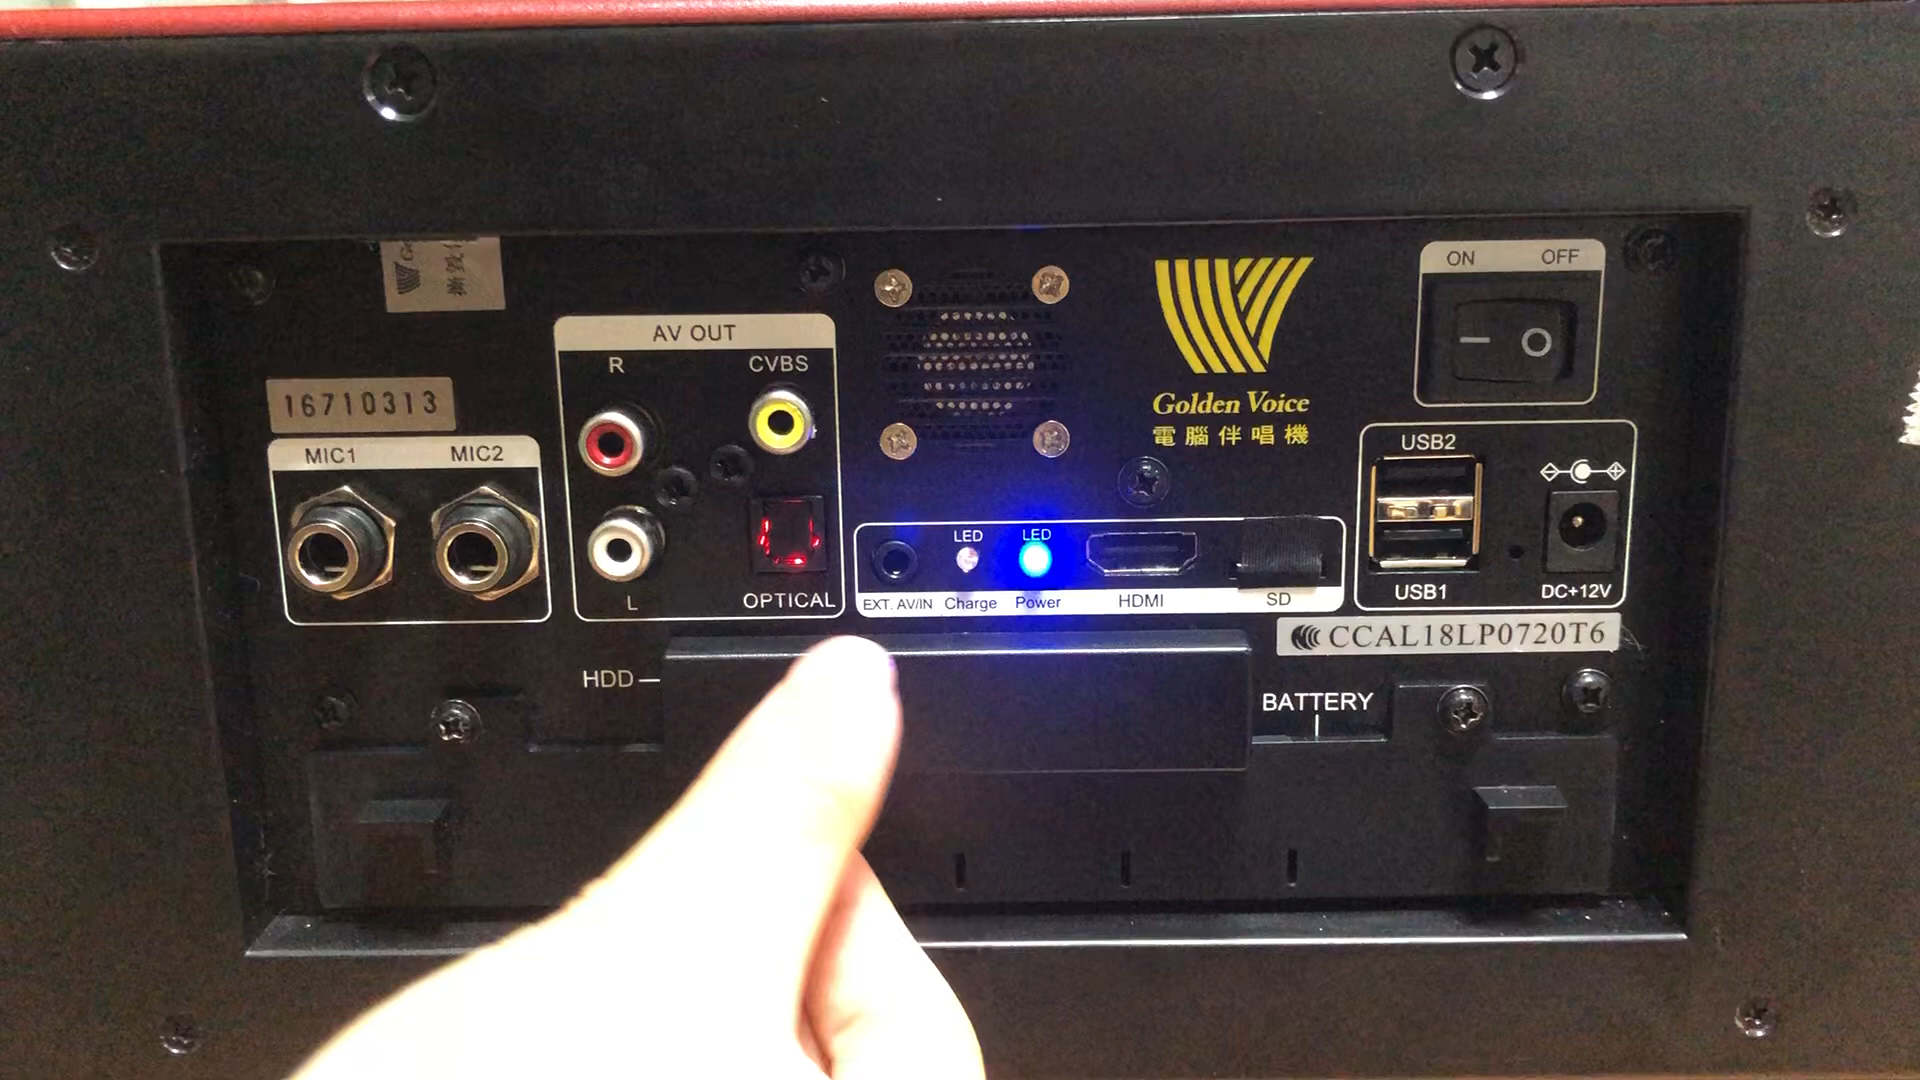 ON OFF
AV OUT
R CVBS
16710313
Golden Voice
電腦伴唱機
MIC1 MIC2
USB2
LED LED
USB1
DC+12V
L OPTICAL
EXT. AV/IN Charge Power HDMI SD
CCAL18LP0720T6
HDD
BATTERY